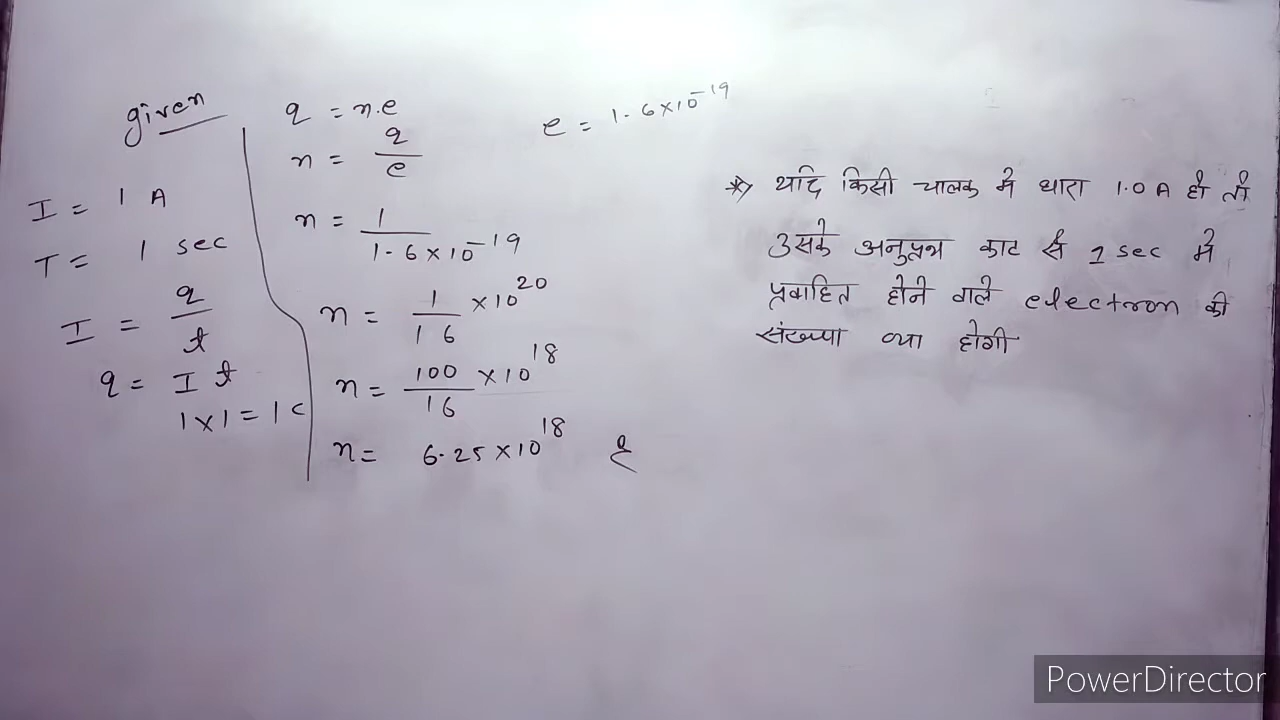 given
I = 1 A
T = 1 sec
I = q/t
q = I t
1×1 = 1 C
q = n.e
n = q/e
n = 1/1.6×10⁻¹⁹
n = 1/16 ×10²⁰
n = 100/16 ×10¹⁸
n = 6.25×10¹⁸ e
e = 1.6×10⁻¹⁹
* यदि किसी चालक मे धारा 1.0 A हो तो
उसके अनुप्रस्थ काट से 1 sec मे
प्रवाहित होने वाले electron की
संख्या क्या होगी
PowerDirector